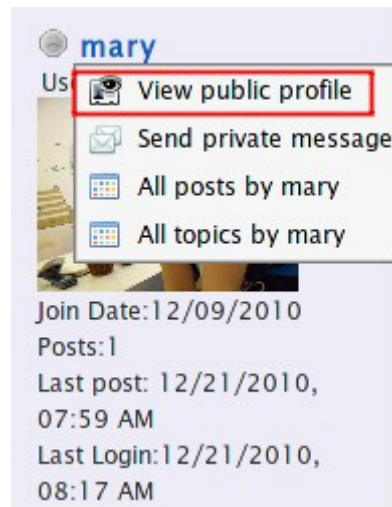 mary
Us
View public profile
Send private message
All posts by mary
All topics by mary
Join Date:12/09/2010
Posts:1
Last post: 12/21/2010,
07:59 AM
Last Login:12/21/2010,
08:17 AM